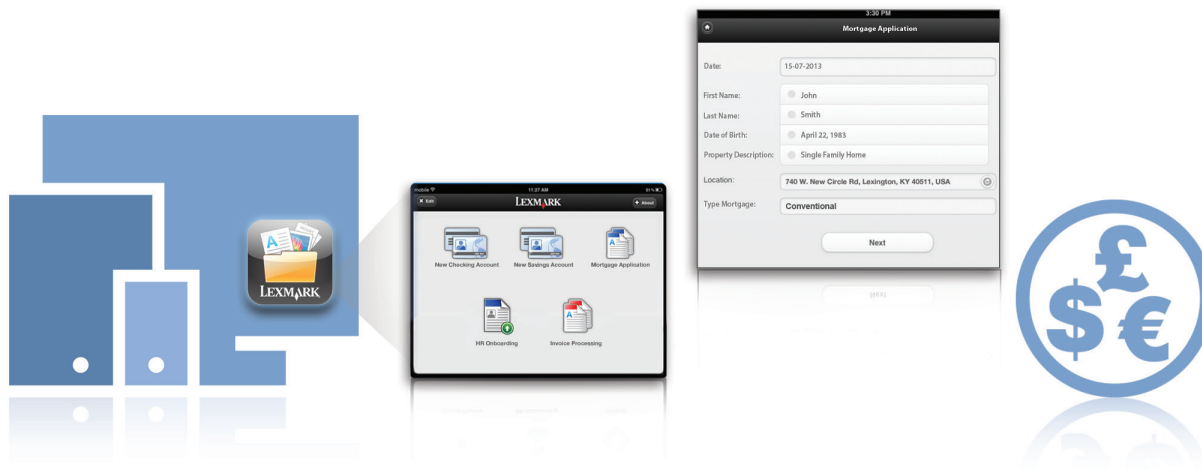 LEXMARK
mobile 11:27 AM 91%
Edit LEXMARK + About
New Checking Account New Savings Account Mortgage Application
HR Onboarding Invoice Processing
3:30 PM
Mortgage Application
Date: 15-07-2013
First Name: John
Last Name: Smith
Date of Birth: April 22, 1983
Property Description: Single Family Home
Location: 740 W. New Circle Rd, Lexington, KY 40511, USA
Type Mortgage: Conventional
Next
£
$ €